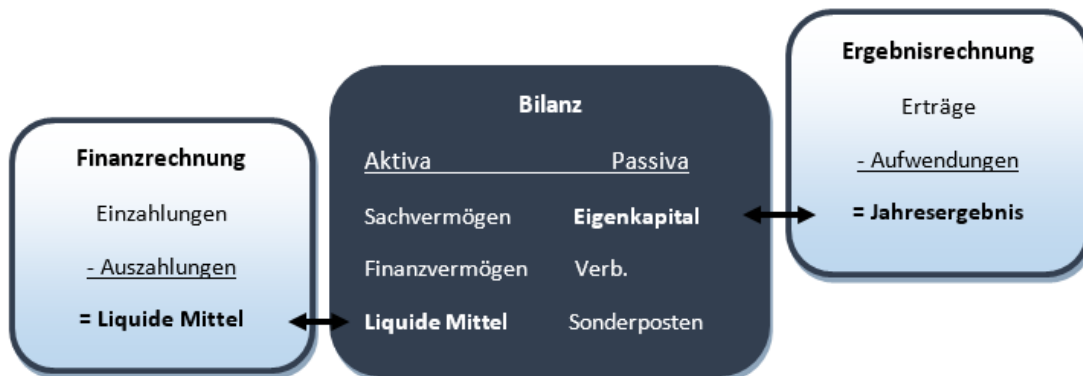 Finanzrechnung
Einzahlungen
- Auszahlungen
= Liquide Mittel
Bilanz
Aktiva Passiva
Sachvermögen Eigenkapital
Finanzvermögen Verb.
Liquide Mittel Sonderposten
Ergebnisrechnung
Erträge
- Aufwendungen
= Jahresergebnis